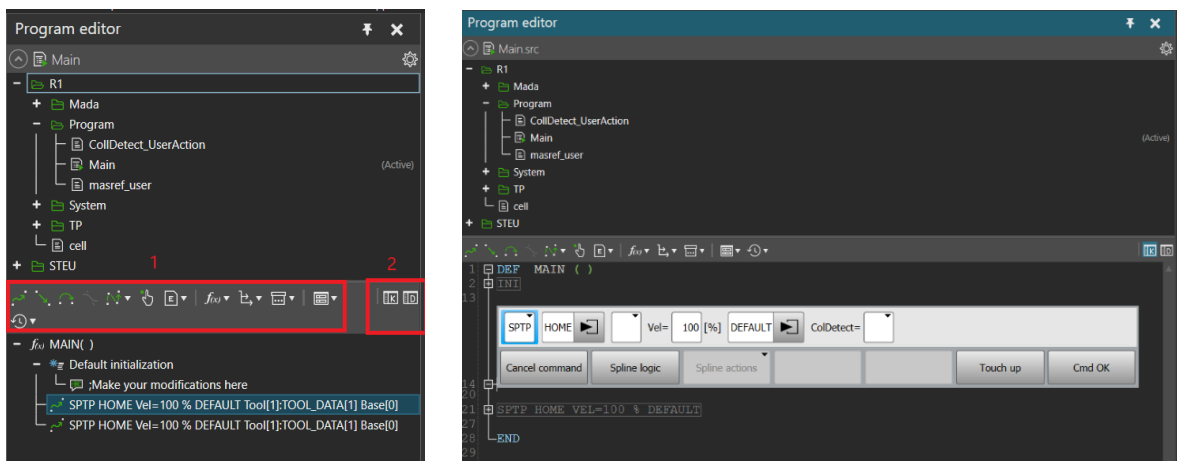 Program editor
Main
R1
Mada
Program
CollDetect_UserAction
Main (Active)
masref_user
System
TP
cell
STEU
1
2
E
f(x)
K
D
f(x) MAIN( )
Default initialization
;Make your modifications here
SPTP HOME Vel=100 % DEFAULT Tool[1]:TOOL_DATA[1] Base[0]
SPTP HOME Vel=100 % DEFAULT Tool[1]:TOOL_DATA[1] Base[0]
Program editor
Main.src
R1
Mada
Program
CollDetect_UserAction
Main (Active)
masref_user
System
TP
cell
STEU
E
f(x)
K
D
1 DEF MAIN ( )
2 INI
13
SPTP HOME Vel= 100 [%] DEFAULT ColDetect=
Cancel command Spline logic Spline actions Touch up Cmd OK
14
20
21 SPTP HOME VEL=100 % DEFAULT
27
28 END
29